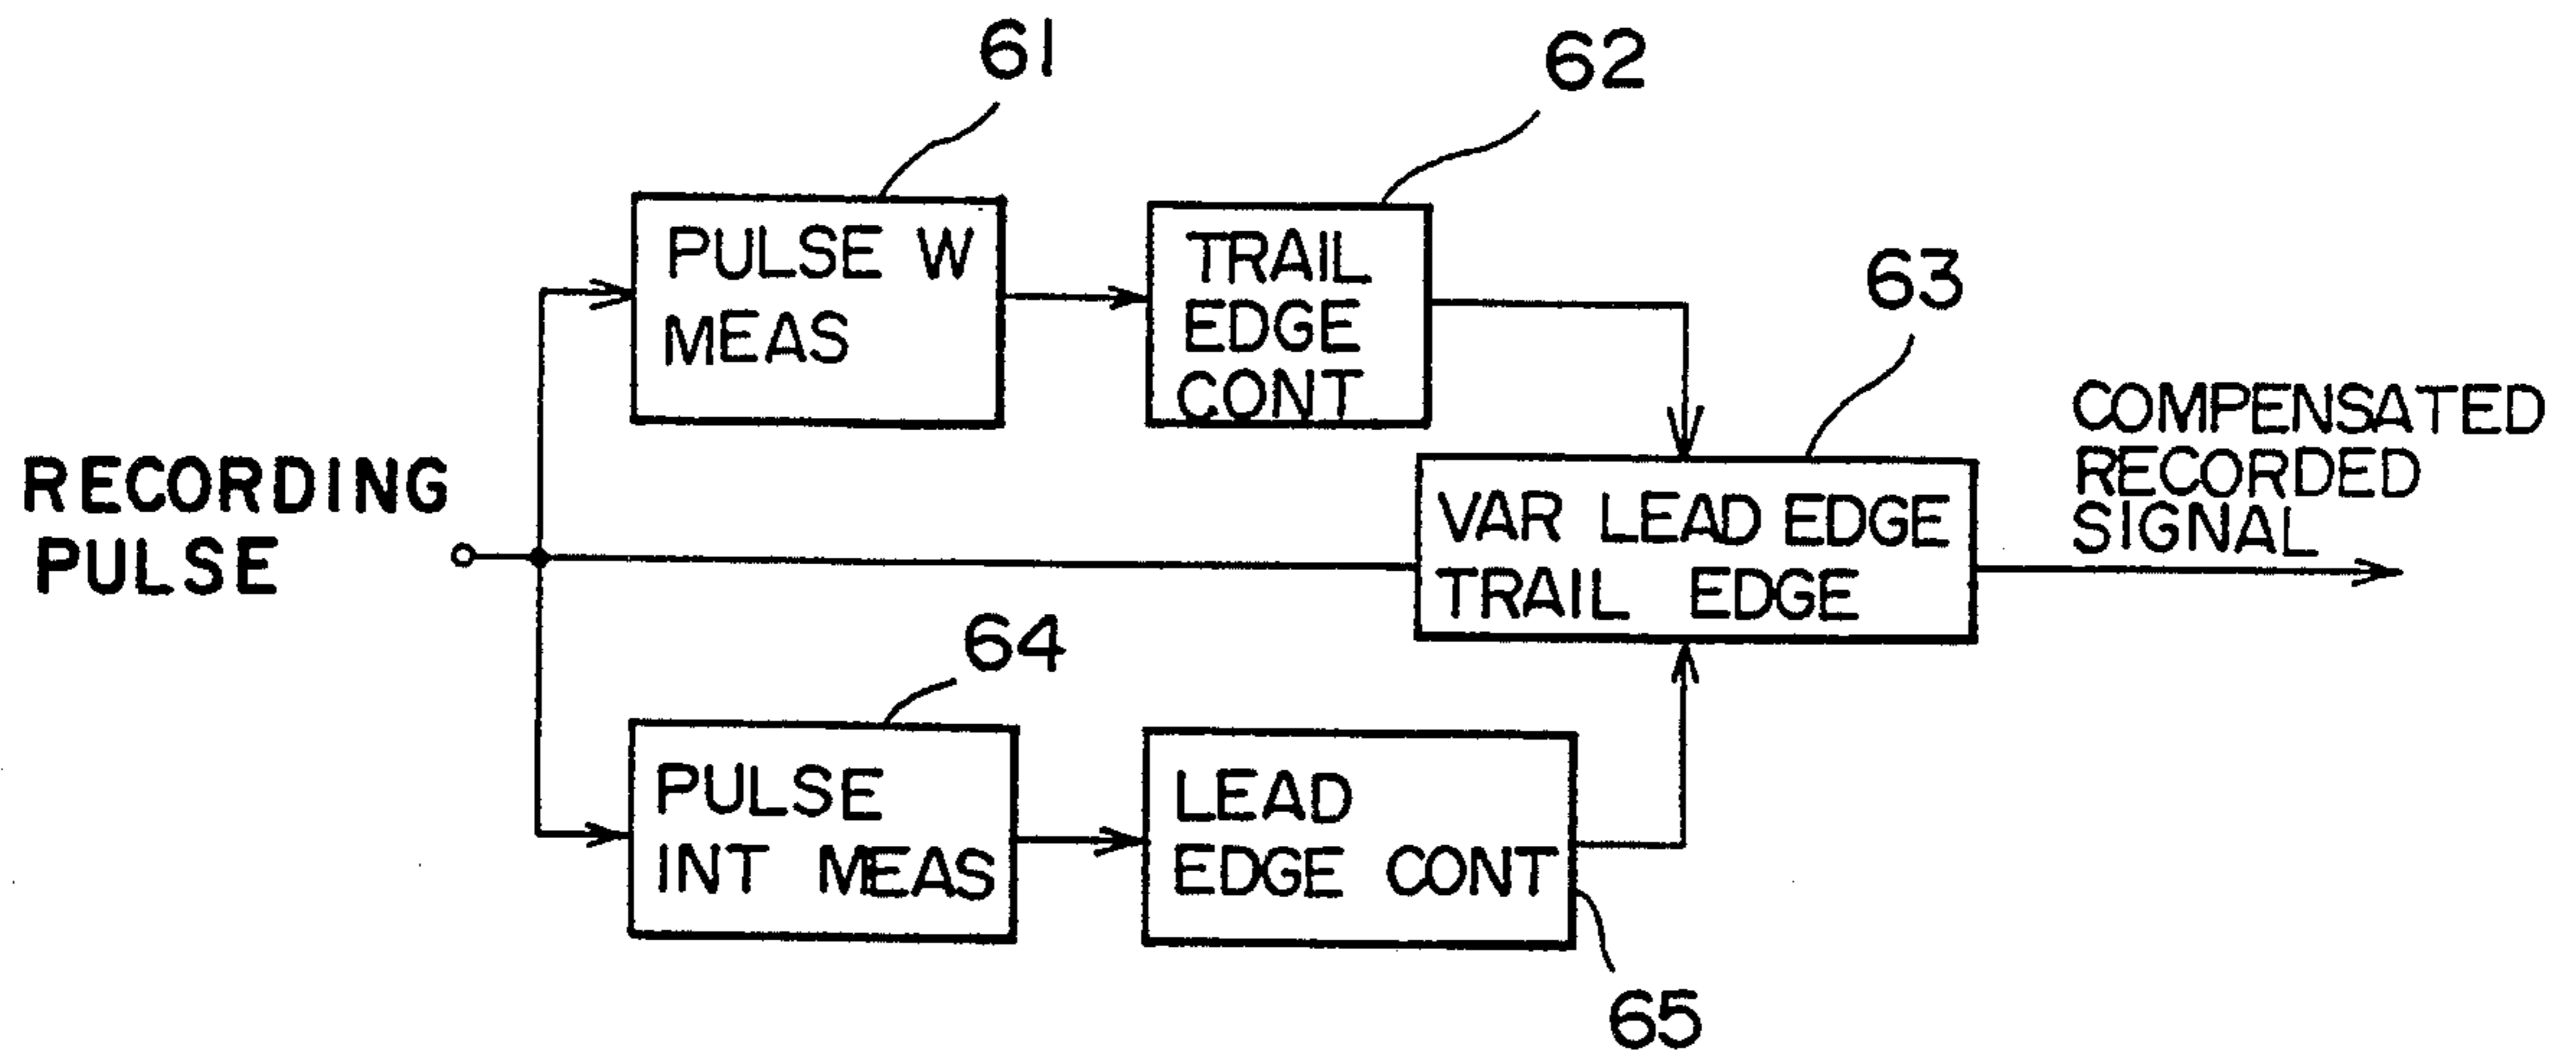 61
62
PULSE W
MEAS
TRAIL
EDGE
CONT
63
RECORDING
PULSE
VAR LEAD EDGE
TRAIL EDGE
COMPENSATED
RECORDED
SIGNAL
64
PULSE
INT MEAS
LEAD
EDGE CONT
65